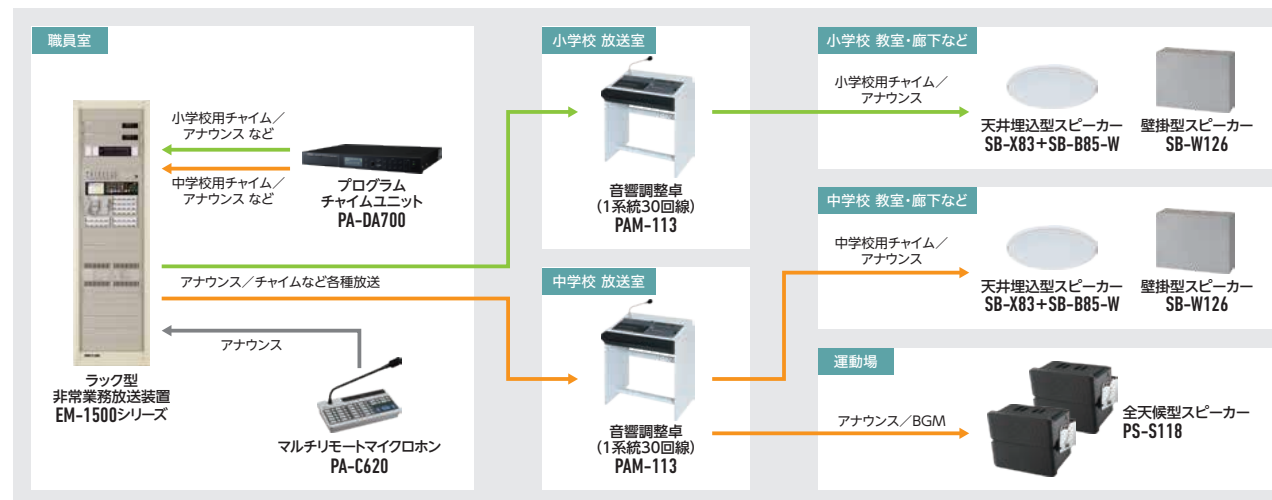 職員室
小学校用チャイム／
アナウンス など
中学校用チャイム／
アナウンス など
プログラム
チャイムユニット
PA-DA700
アナウンス／チャイムなど各種放送
アナウンス
ラック型
非常業務放送装置
EM-1500シリーズ
マルチリモートマイクロホン
PA-C620
小学校 放送室
音響調整卓
(1系統30回線)
PAM-113
中学校 放送室
音響調整卓
(1系統30回線)
PAM-113
小学校 教室・廊下など
小学校用チャイム／
アナウンス
天井埋込型スピーカー
SB-X83+SB-B85-W
壁掛型スピーカー
SB-W126
中学校 教室・廊下など
中学校用チャイム／
アナウンス
天井埋込型スピーカー
SB-X83+SB-B85-W
壁掛型スピーカー
SB-W126
運動場
アナウンス／BGM
全天候型スピーカー
PS-S118